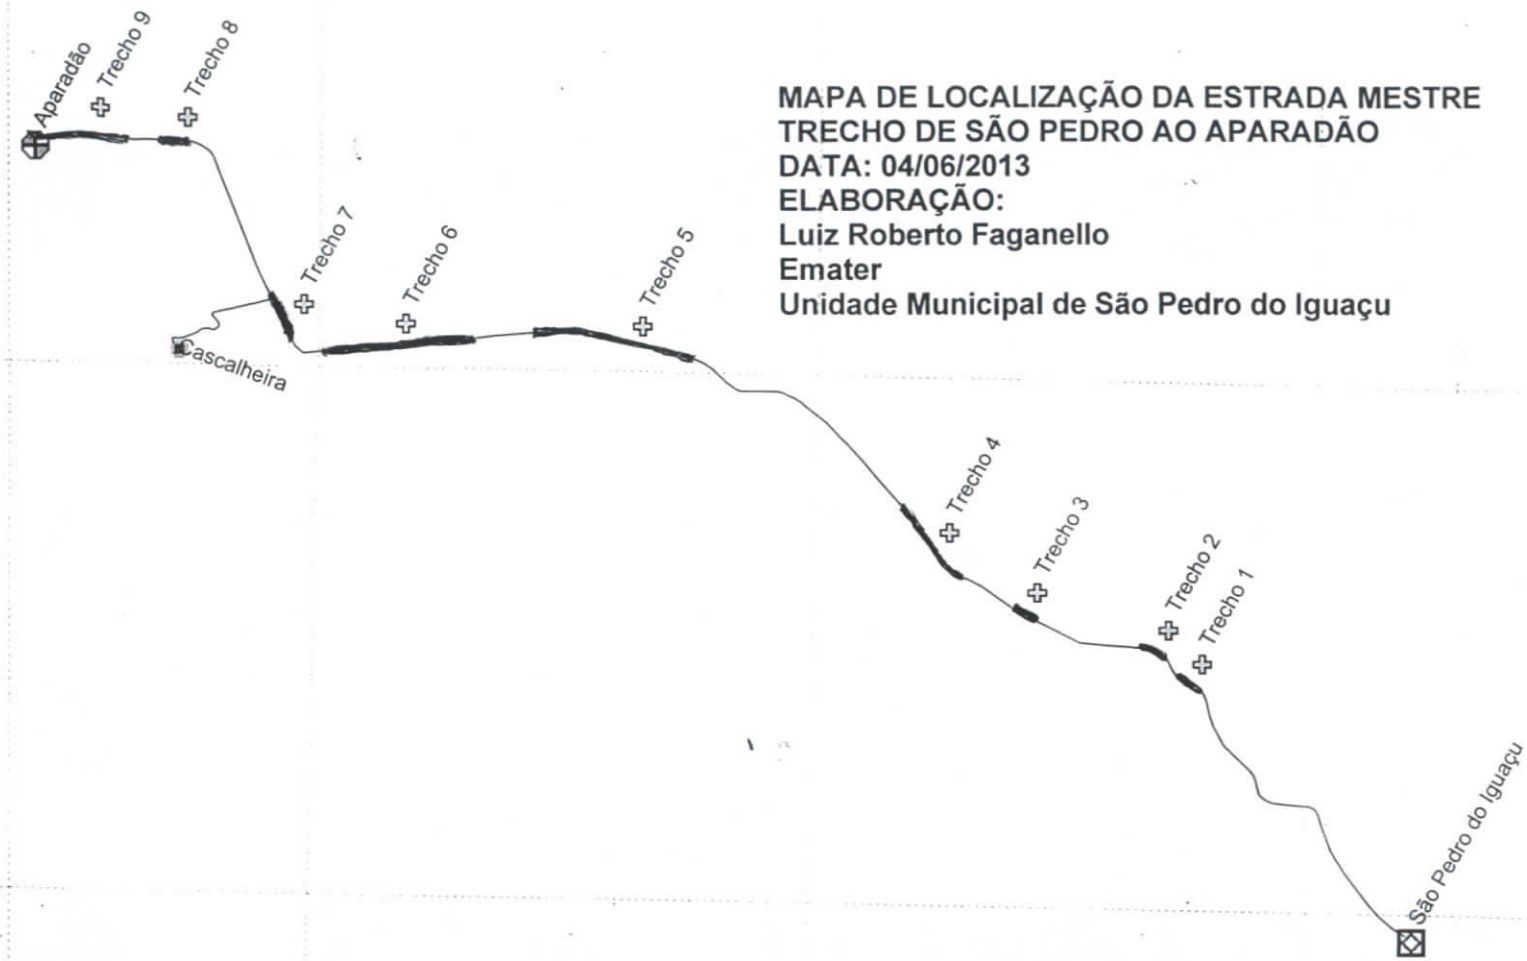 MAPA DE LOCALIZAÇÃO DA ESTRADA MESTRE
TRECHO DE SÃO PEDRO AO APARADÃO
DATA: 04/06/2013
ELABORAÇÃO:
Luiz Roberto Faganello
Emater
Unidade Municipal de São Pedro do Iguaçu
Aparadão
Trecho 9
Trecho 8
Trecho 7
Trecho 6
Trecho 5
Cascalheira
Trecho 4
Trecho 3
Trecho 2
Trecho 1
São Pedro do Iguaçu